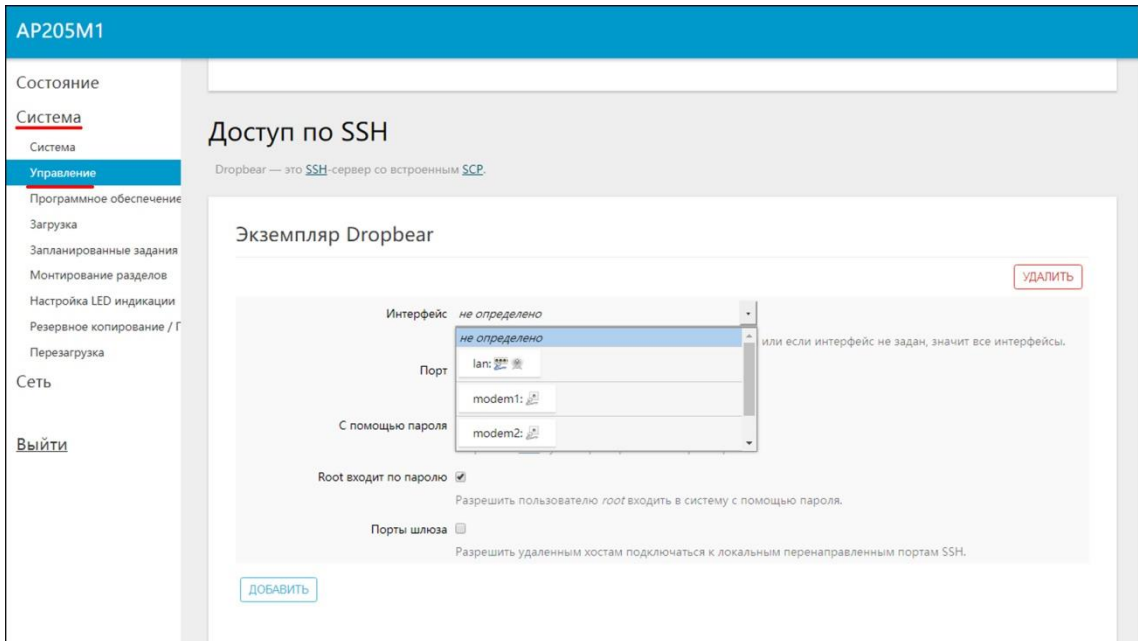 AP205M1
Состояние
Система
Система
Управление
Программное обеспечение
Загрузка
Запланированные задания
Монтирование разделов
Настройка LED индикации
Резервное копирование / Г
Перезагрузка
Сеть
Выйти
Доступ по SSH
Dropbear — это SSH-сервер со встроенным SCP.
Экземпляр Dropbear
УДАЛИТЬ
Интерфейс не определено
не определено
или если интерфейс не задан, значит все интерфейсы.
lan:
Порт
modem1:
С помощью пароля
modem2:
Root входит по паролю
Разрешить пользователю root входить в систему с помощью пароля.
Порты шлюза
Разрешить удаленным хостам подключаться к локальным перенаправленным портам SSH.
ДОБАВИТЬ